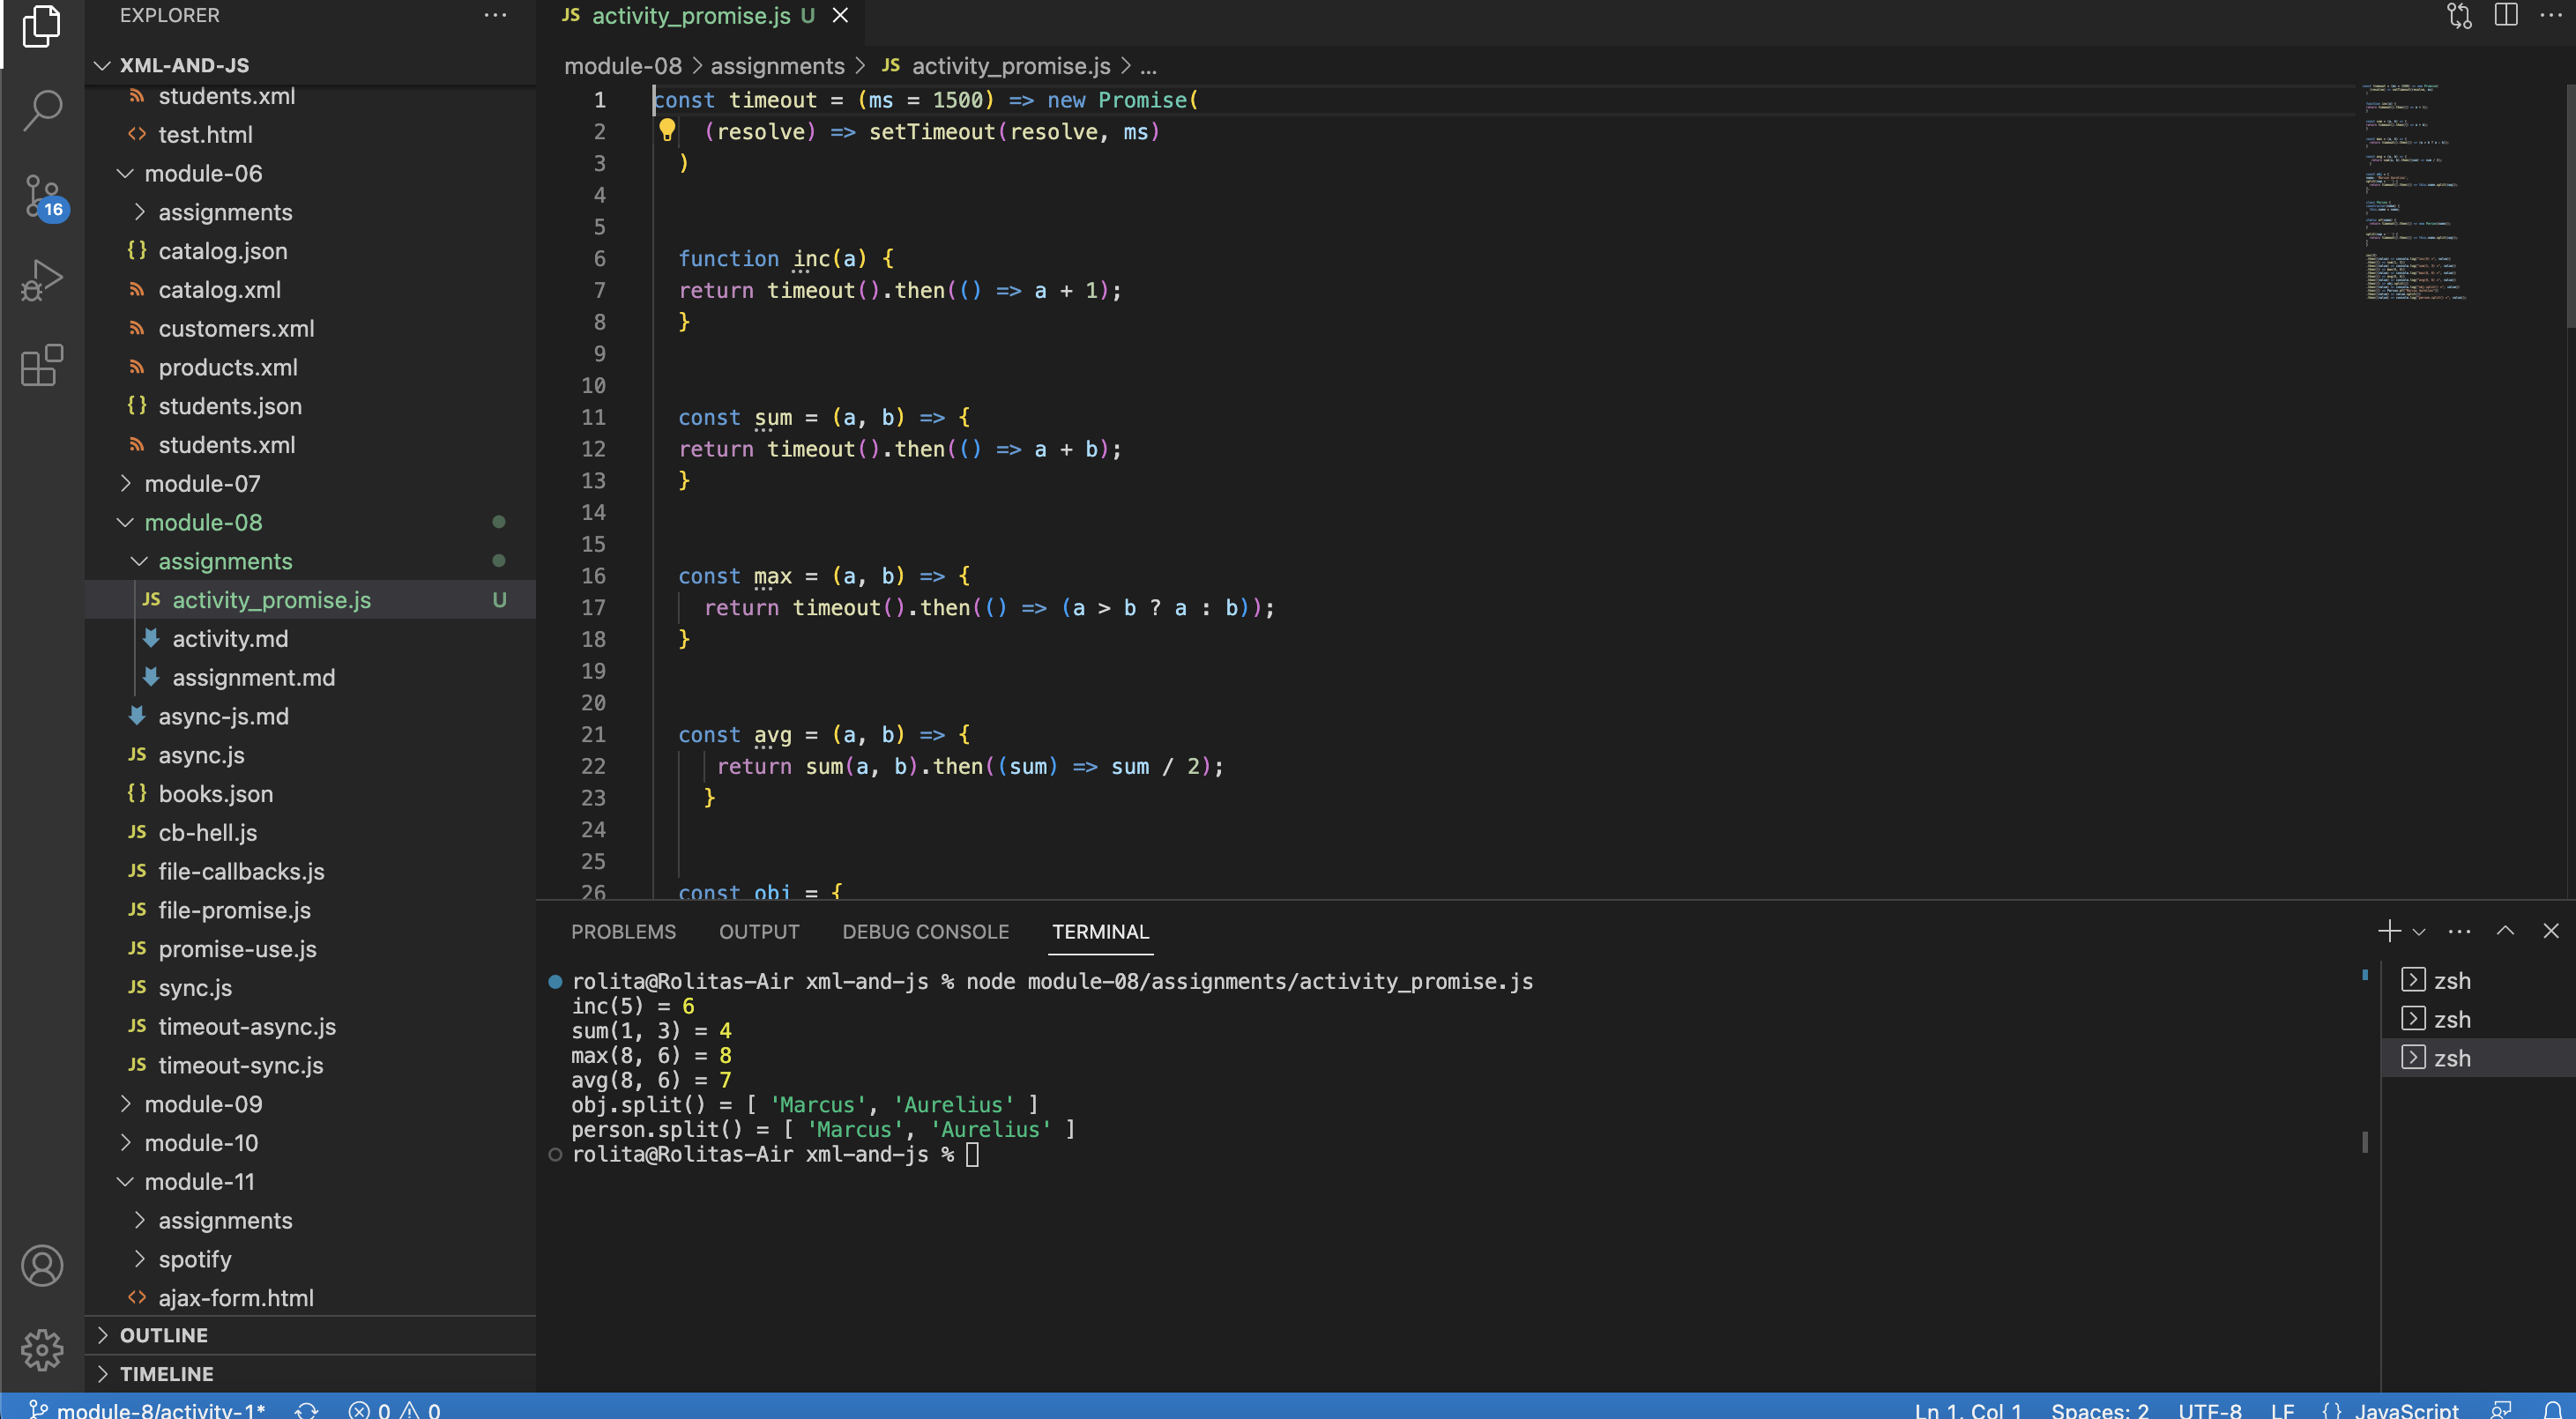 EXPLORER
XML-AND-JS
students.xml
test.html
module-06
assignments
catalog.json
catalog.xml
customers.xml
products.xml
students.json
students.xml
module-07
module-08
assignments
JS activity_promise.js U
activity.md
assignment.md
async-js.md
JS async.js
{} books.json
JS cb-hell.js
JS file-callbacks.js
JS file-promise.js
JS promise-use.js
JS sync.js
JS timeout-async.js
JS timeout-sync.js
module-09
module-10
module-11
assignments
spotify
ajax-form.html
OUTLINE
TIMELINE
16
JS activity_promise.js U
module-08 > assignments > JS activity_promise.js > ...
1 const timeout = (ms = 1500) => new Promise(
2 (resolve) => setTimeout(resolve, ms)
3 )
4
5
6 function inc(a) {
7 return timeout().then(() => a + 1);
8 }
9
10
11 const sum = (a, b) => {
12 return timeout().then(() => a + b);
13 }
14
15
16 const max = (a, b) => {
17 return timeout().then(() => (a > b ? a : b));
18 }
19
20
21 const avg = (a, b) => {
22 return sum(a, b).then((sum) => sum / 2);
23 }
24
25
26 const obj = {
PROBLEMS OUTPUT DEBUG CONSOLE TERMINAL
rolita@Rolitas-Air xml-and-js % node module-08/assignments/activity_promise.js
inc(5) = 6
sum(1, 3) = 4
max(8, 6) = 8
avg(8, 6) = 7
obj.split() = [ 'Marcus', 'Aurelius' ]
person.split() = [ 'Marcus', 'Aurelius' ]
rolita@Rolitas-Air xml-and-js %
zsh
zsh
zsh
module-8/activity-1* 0 0 Ln 1, Col 1 Spaces: 2 UTF-8 LF {} JavaScript